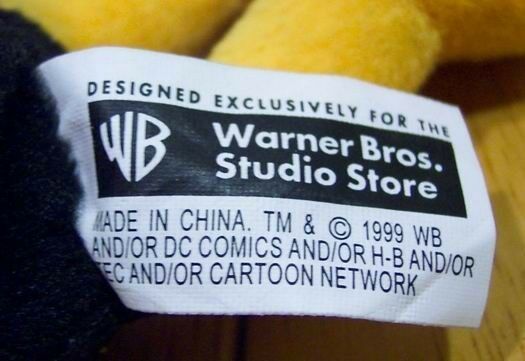 DESIGNED EXCLUSIVELY FOR THE
WB Warner Bros.
Studio Store
MADE IN CHINA. TM & © 1999 WB
AND/OR DC COMICS AND/OR H-B AND/OR
EC AND/OR CARTOON NETWORK